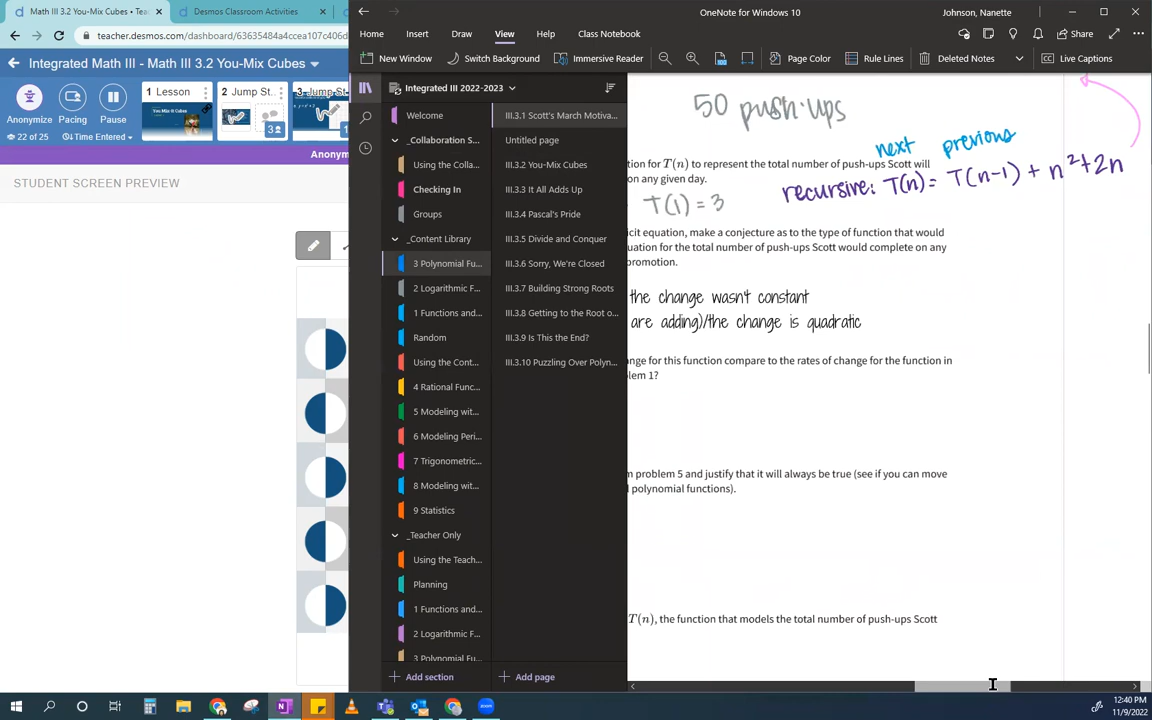 Math III 3.2 You-Mix Cubes • Teac
Desmos Classroom Activities
teacher.desmos.com/dashboard/63635484a4ccea107c406d
Integrated Math III - Math III 3.2 You-Mix Cubes
1 Lesson
2 Jump St..
3
Anonymize
Pacing
Pause
22 of 25
Anonym
STUDENT SCREEN PREVIEW
OneNote for Windows 10
Johnson, Nanette
Home
Insert
Draw
View
Help
Class Notebook
Share
New Window
Switch Background
Immersive Reader
Page Color
Rule Lines
Deleted Notes
Live Captions
Integrated III 2022-2023
Welcome
_Collaboration S...
Using the Colla...
Checking In
Groups
_Content Library
3 Polynomial Fu...
2 Logarithmic F...
1 Functions and...
Random
Using the Cont...
4 Rational Func...
5 Modeling wit...
6 Modeling Peri...
7 Trigonometric...
8 Modeling wit...
9 Statistics
_Teacher Only
Using the Teach...
Planning
1 Functions and...
2 Logarithmic F...
3 Polynomial Fu...
Add section
III.3.1 Scott's March Motiva...
Untitled page
III.3.2 You-Mix Cubes
III.3.3 It All Adds Up
III.3.4 Pascal's Pride
III.3.5 Divide and Conquer
III.3.6 Sorry, We're Closed
III.3.7 Building Strong Roots
III.3.8 Getting to the Root o...
III.3.9 Is This the End?
III.3.10 Puzzling Over Polyn...
Add page
50 push-ups
next previous
tion for T(n) to represent the total number of push-ups Scott will
on any given day.
recursive: T(n) = T(n-1) + n²+2n
T(1) = 3
icit equation, make a conjecture as to the type of function that would
uation for the total number of push-ups Scott would complete on any
promotion.
the change wasn't constant
are adding)/the change is quadratic
ange for this function compare to the rates of change for the function in
blem 1?
m problem 5 and justify that it will always be true (see if you can move
l polynomial functions).
T(n), the function that models the total number of push-ups Scott
12:40 PM
11/9/2022